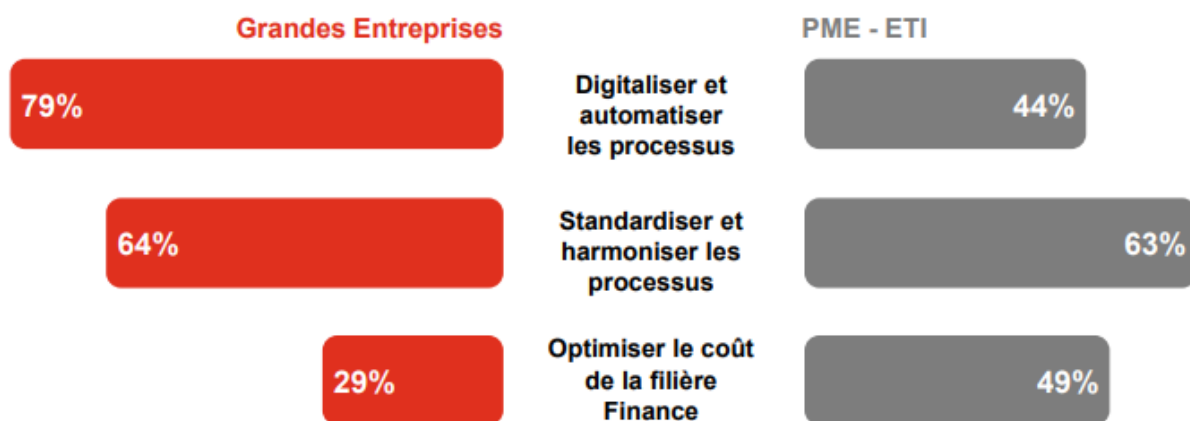 Grandes Entreprises
PME - ETI
79%
Digitaliser et
automatiser
les processus
44%
64%
Standardiser et
harmoniser les
processus
63%
29%
Optimiser le coût
de la filière
Finance
49%